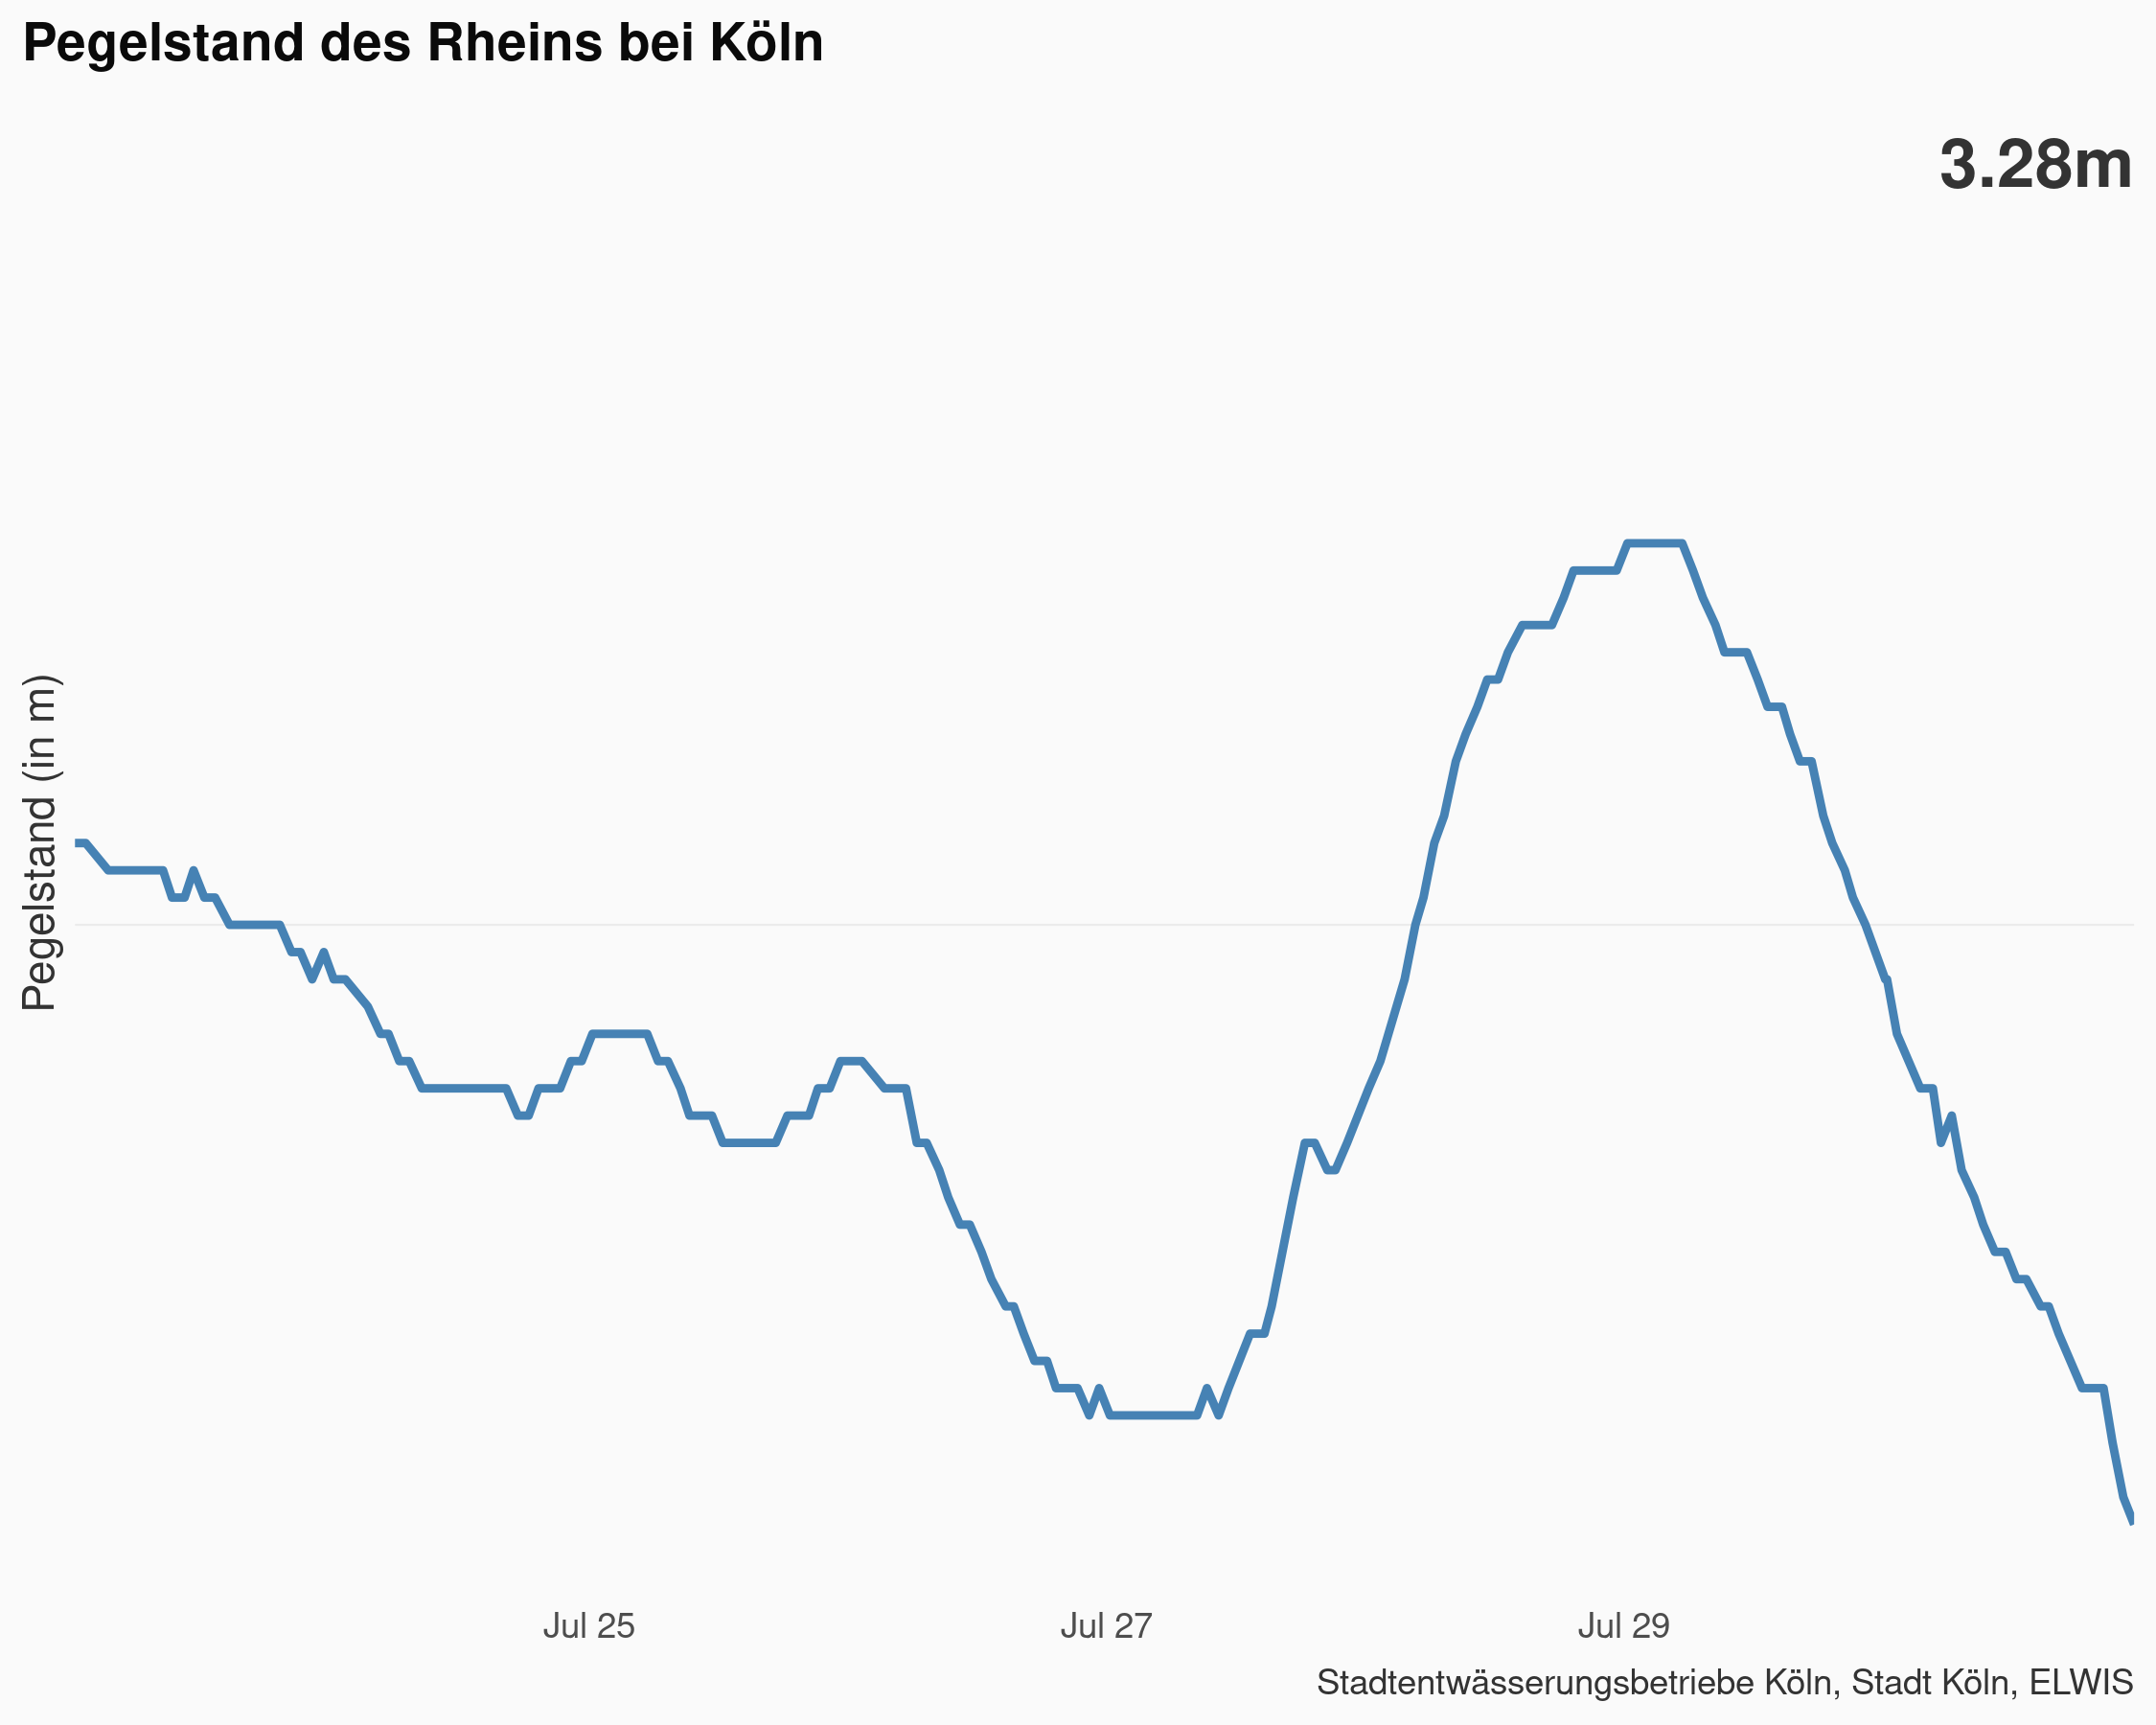 Pegelstand des Rheins bei Köln
3.28m
Pegelstand (in m)
Jul 25
Jul 27
Jul 29
Stadtentwässerungsbetriebe Köln, Stadt Köln, ELWIS